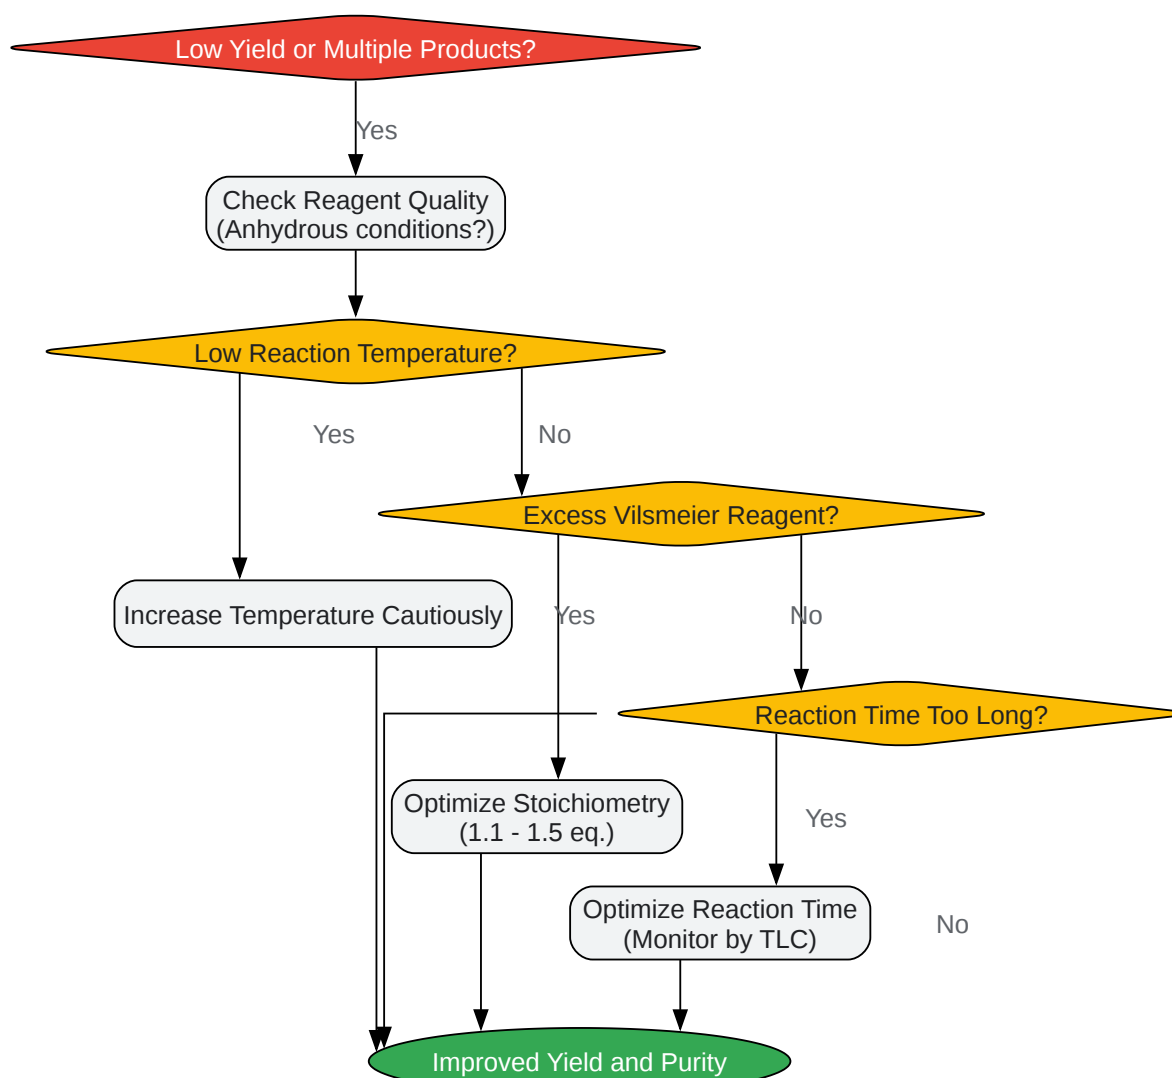 Low Yield or Multiple Products?
Yes
Check Reagent Quality
(Anhydrous conditions?)
Low Reaction Temperature?
Yes
No
Excess Vilsmeier Reagent?
Increase Temperature Cautiously
Yes
No
Reaction Time Too Long?
Optimize Stoichiometry
(1.1 - 1.5 eq.)
Yes
Optimize Reaction Time
(Monitor by TLC)
No
Improved Yield and Purity